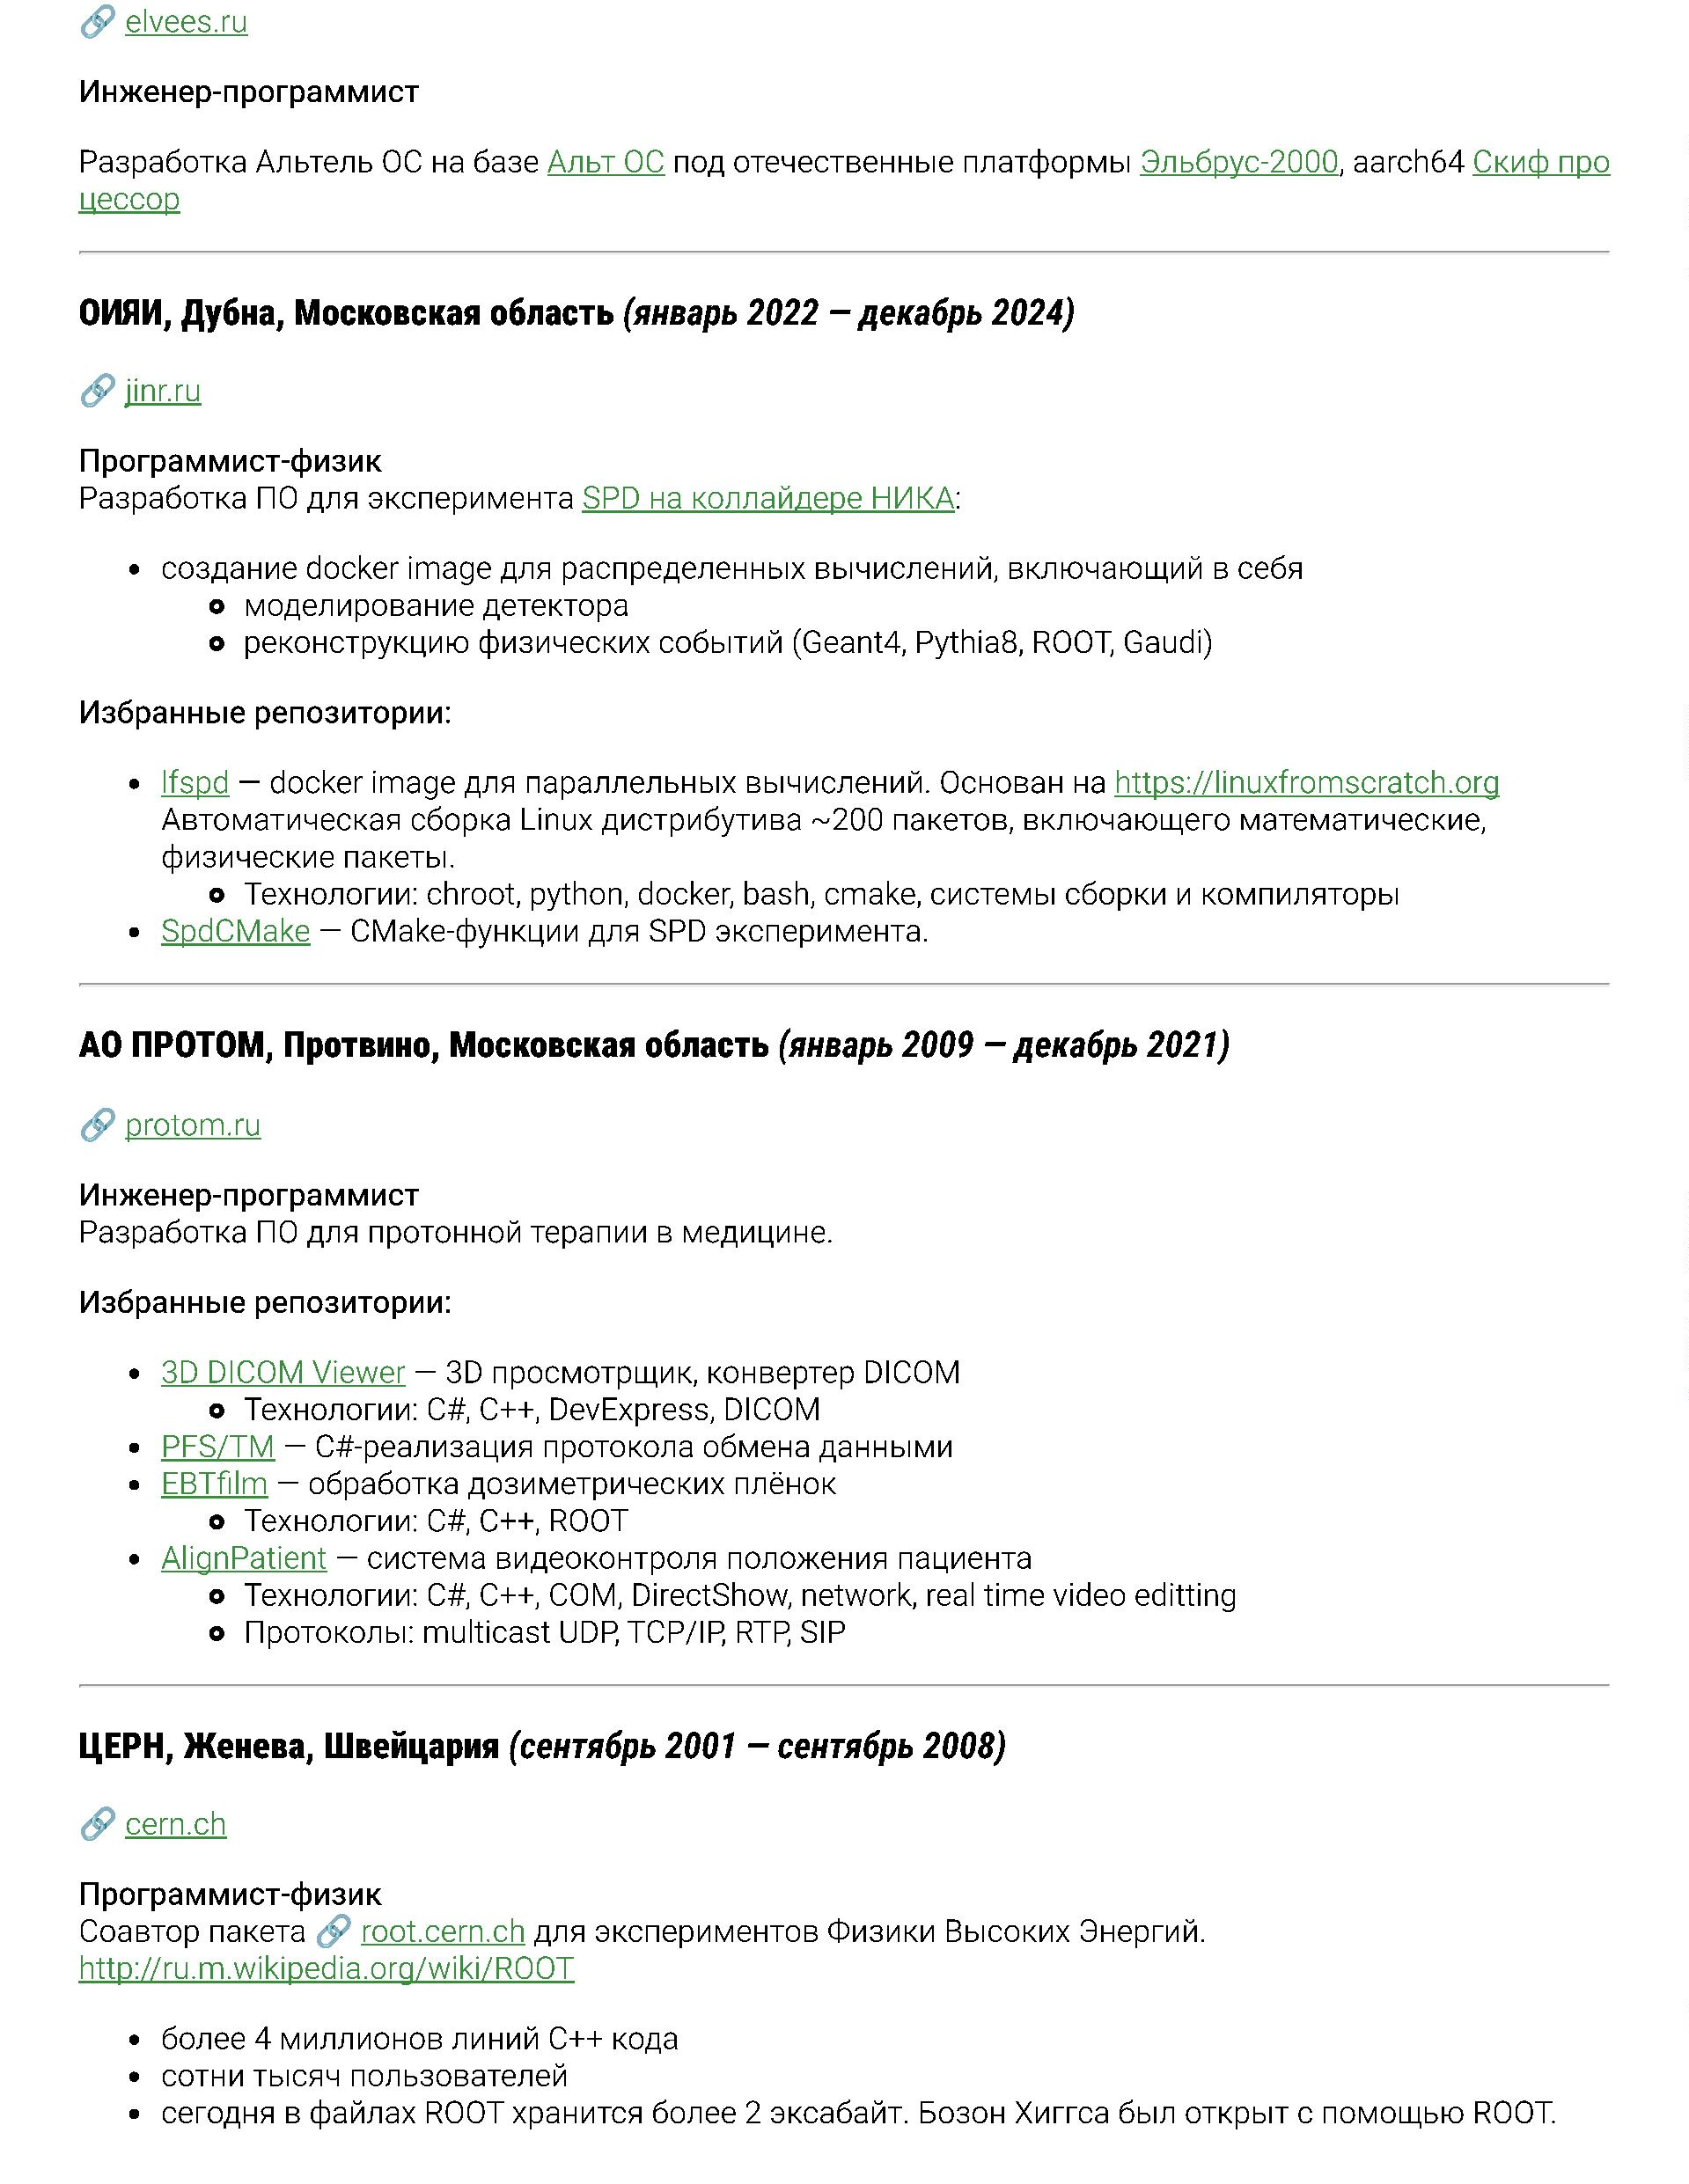 🔗 elvees.ru
Инженер-программист
Разработка Альтель ОС на базе Альт ОС под отечественные платформы Эльбрус-2000, aarch64 Скиф про
цессор
ОИЯИ, Дубна, Московская область (январь 2022 — декабрь 2024)
🔗 jinr.ru
Программист-физик
Разработка ПО для эксперимента SPD на коллайдере НИКА:
• создание docker image для распределенных вычислений, включающий в себя
моделирование детектора
реконструкцию физических событий (Geant4, Pythia8, ROOT, Gaudi)
Избранные репозитории:
• lfspd — docker image для параллельных вычислений. Основан на https://linuxfromscratch.org
Автоматическая сборка Linux дистрибутива ~200 пакетов, включающего математические,
физические пакеты.
Технологии: chroot, python, docker, bash, cmake, системы сборки и компиляторы
• SpdCMake — CMake-функции для SPD эксперимента.
АО ПРОТОМ, Протвино, Московская область (январь 2009 — декабрь 2021)
🔗 protom.ru
Инженер-программист
Разработка ПО для протонной терапии в медицине.
Избранные репозитории:
• 3D DICOM Viewer — 3D просмотрщик, конвертер DICOM
Технологии: C#, C++, DevExpress, DICOM
• PFS/TM — C#-реализация протокола обмена данными
• EBTfilm — обработка дозиметрических плёнок
Технологии: C#, C++, ROOT
• AlignPatient — система видеоконтроля положения пациента
Технологии: C#, C++, COM, DirectShow, network, real time video editting
Протоколы: multicast UDP, TCP/IP, RTP, SIP
ЦЕРН, Женева, Швейцария (сентябрь 2001 — сентябрь 2008)
🔗 cern.ch
Программист-физик
Соавтор пакета 🔗 root.cern.ch для экспериментов Физики Высоких Энергий.
http://ru.m.wikipedia.org/wiki/ROOT
• более 4 миллионов линий C++ кода
• сотни тысяч пользователей
• сегодня в файлах ROOT хранится более 2 эксабайт. Бозон Хиггса был открыт с помощью ROOT.